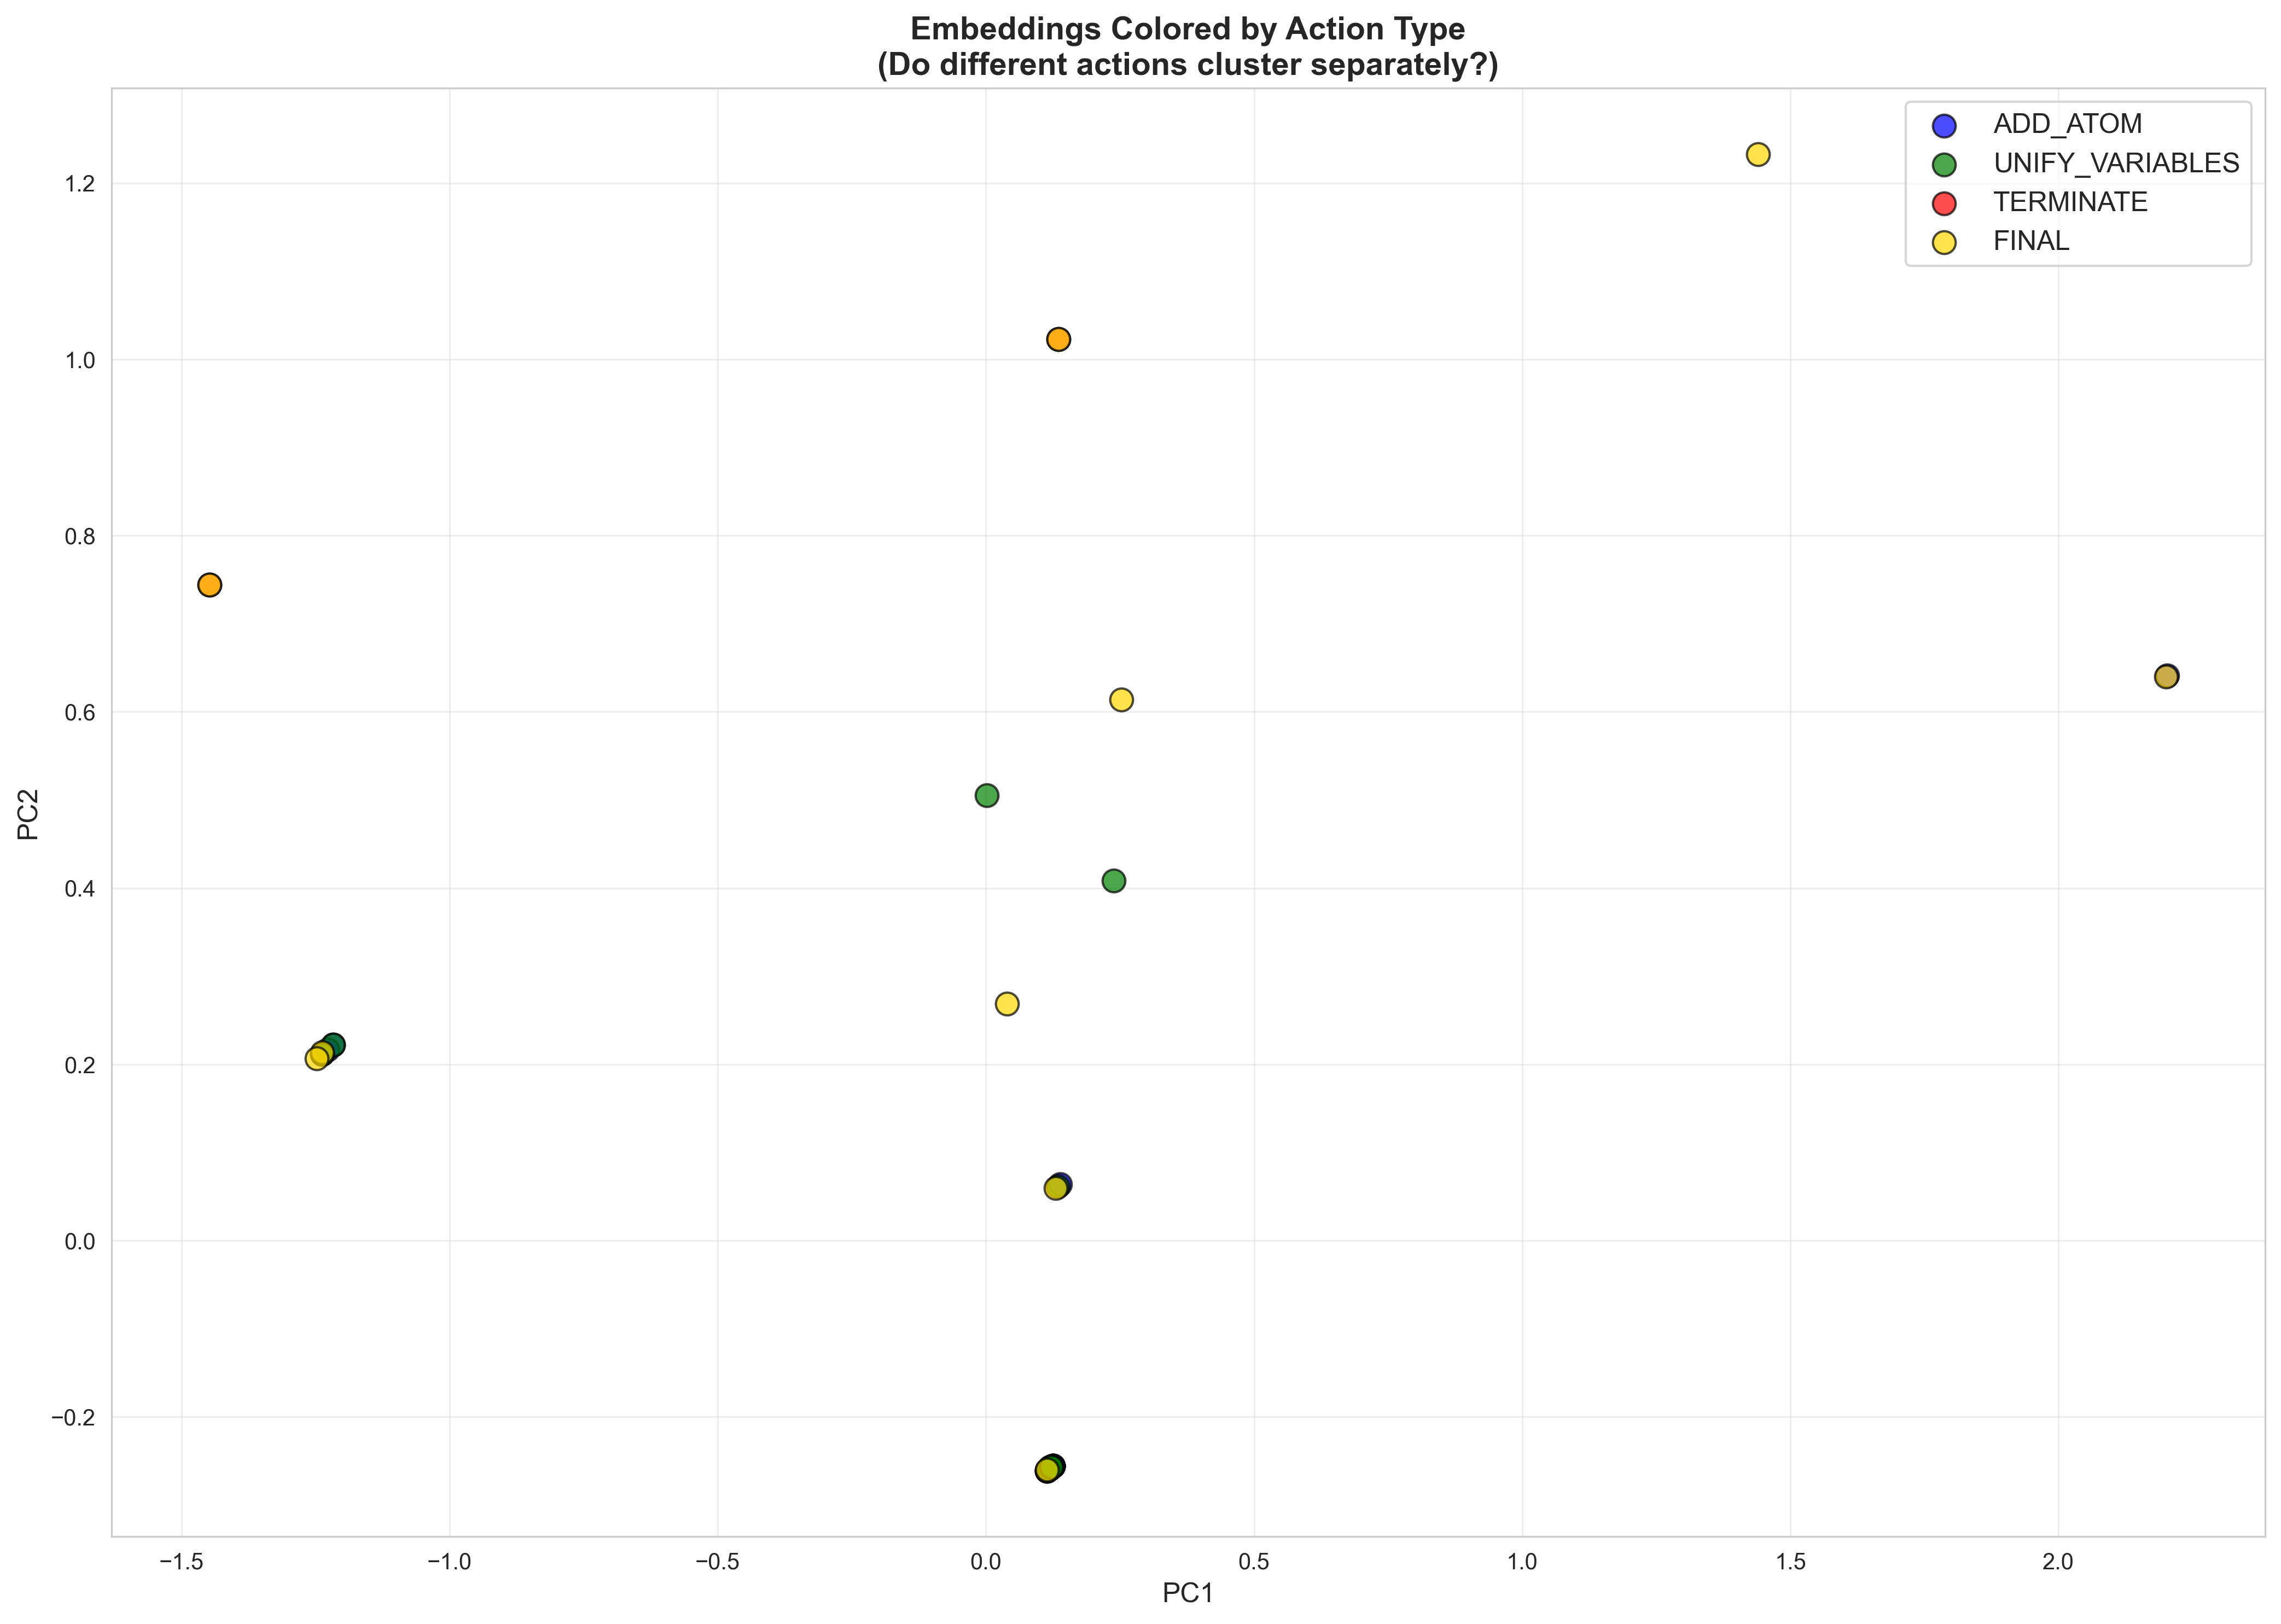 Embeddings Colored by Action Type
(Do different actions cluster separately?)
ADD_ATOM
UNIFY_VARIABLES
TERMINATE
FINAL
1.2
1.0
0.8
0.6
0.4
0.2
0.0
−0.2
PC2
−1.5
−1.0
−0.5
0.0
0.5
1.0
1.5
2.0
PC1